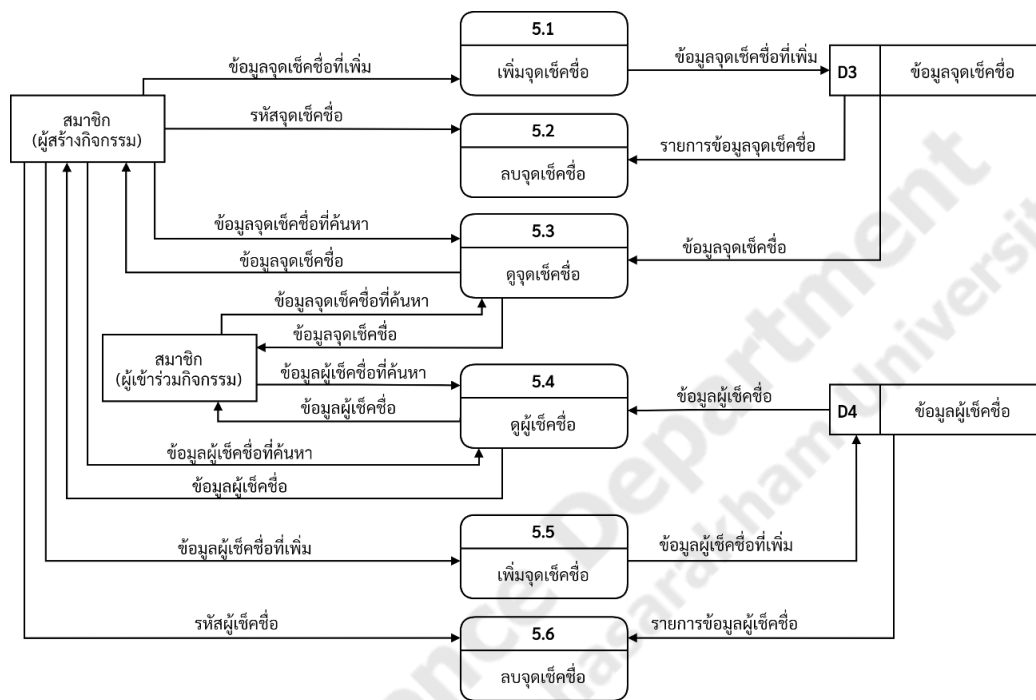 5.1
ข้อมูลจุดเช็คชื่อที่เพิ่ม
ข้อมูลจุดเช็คชื่อที่เพิ่ม
เพิ่มจุดเช็คชื่อ
D3
ข้อมูลจุดเช็คชื่อ
สมาชิก
(ผู้สร้างกิจกรรม)
รหัสจุดเช็คชื่อ
5.2
รายการข้อมูลจุดเช็คชื่อ
ลบจุดเช็คชื่อ
ข้อมูลจุดเช็คชื่อที่ค้นหา
5.3
ข้อมูลจุดเช็คชื่อ
ข้อมูลจุดเช็คชื่อ
ดูจุดเช็คชื่อ
ข้อมูลจุดเช็คชื่อที่ค้นหา
ข้อมูลจุดเช็คชื่อ
สมาชิก
(ผู้เข้าร่วมกิจกรรม)
ข้อมูลผู้เช็คชื่อที่ค้นหา
5.4
ข้อมูลผู้เช็คชื่อ
D4
ข้อมูลผู้เช็คชื่อ
ข้อมูลผู้เช็คชื่อ
ดูผู้เช็คชื่อ
ข้อมูลผู้เช็คชื่อที่ค้นหา
ข้อมูลผู้เช็คชื่อ
5.5
ข้อมูลผู้เช็คชื่อที่เพิ่ม
ข้อมูลผู้เช็คชื่อที่เพิ่ม
เพิ่มจุดเช็คชื่อ
รหัสผู้เช็คชื่อ
5.6
รายการข้อมูลผู้เช็คชื่อ
ลบจุดเช็คชื่อ
Department